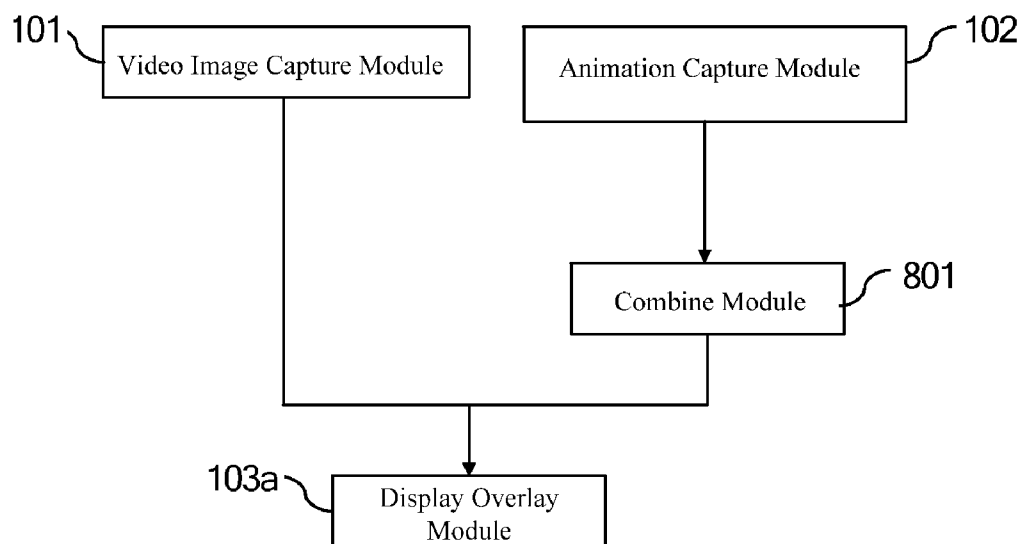 101
Video Image Capture Module
Animation Capture Module
102
Combine Module
801
103a
Display Overlay
Module